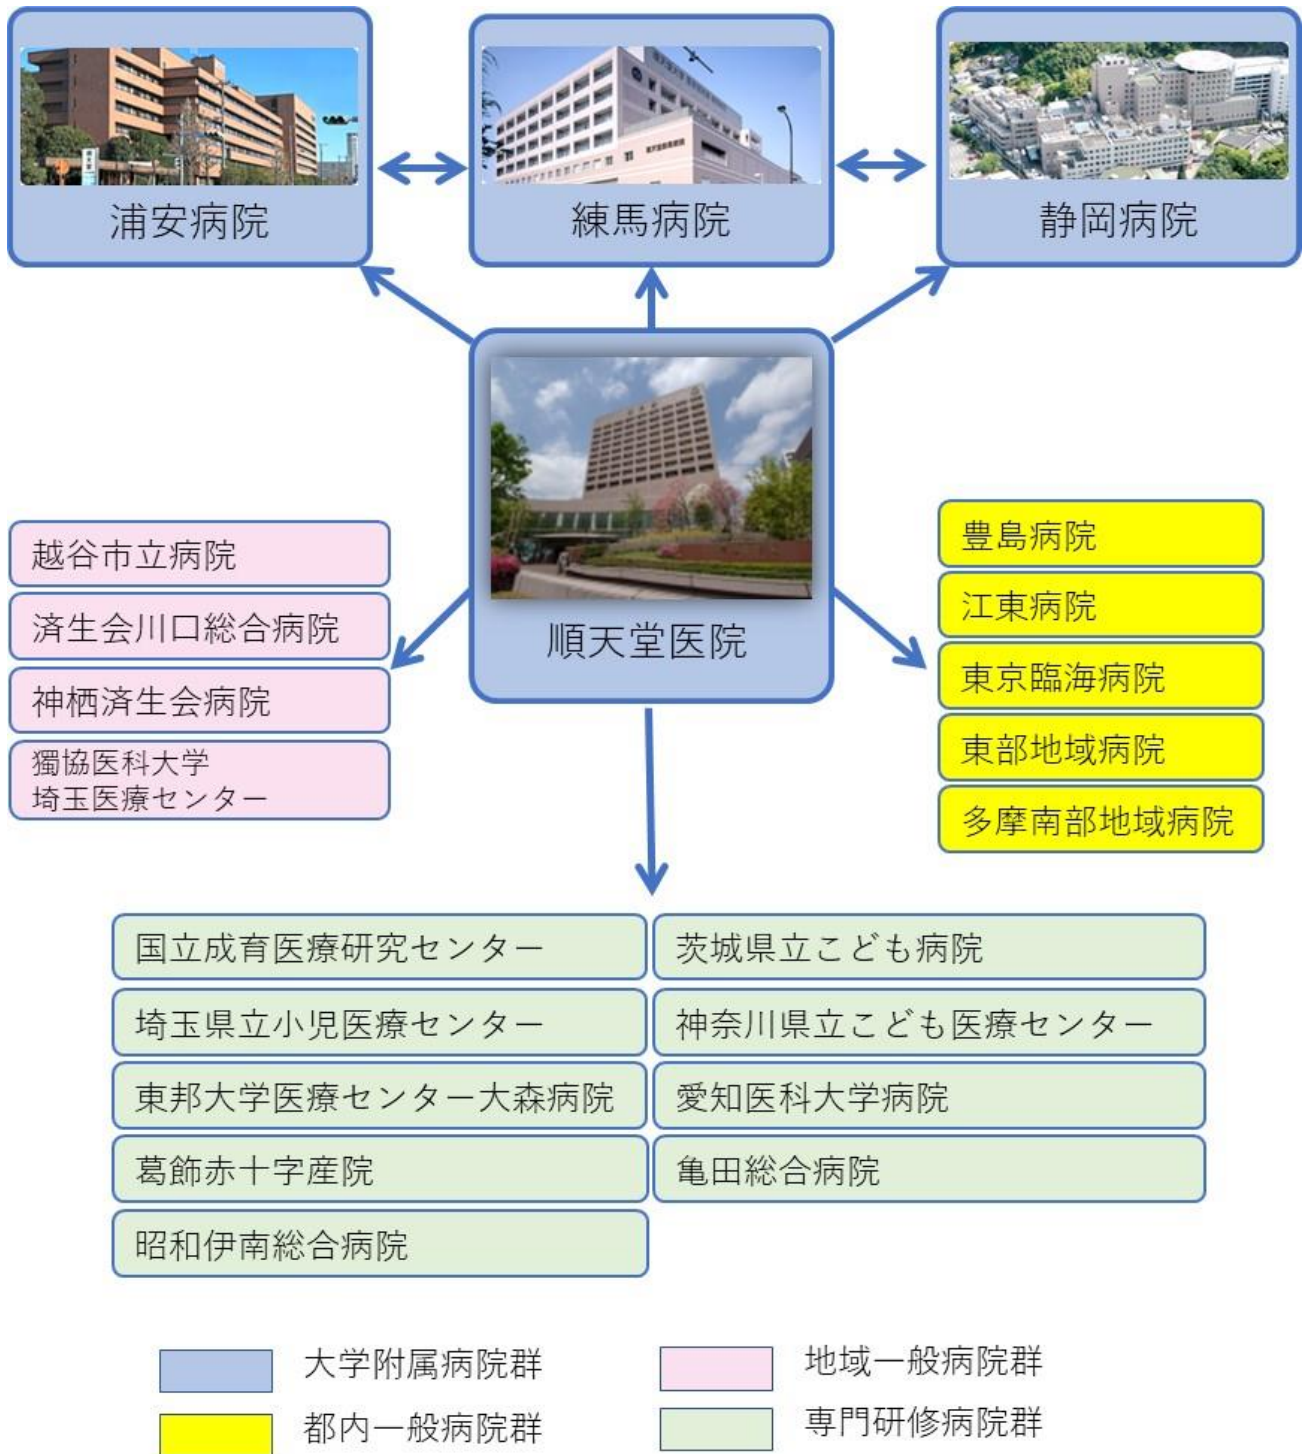 浦安病院
練馬病院
静岡病院
順天堂医院
越谷市立病院
済生会川口総合病院
神栖済生会病院
獨協医科大学
埼玉医療センター
豊島病院
江東病院
東京臨海病院
東部地域病院
多摩南部地域病院
国立成育医療研究センター
茨城県立こども病院
埼玉県立小児医療センター
神奈川県立こども医療センター
東邦大学医療センター大森病院
愛知医科大学病院
葛飾赤十字産院
亀田総合病院
昭和伊南総合病院
大学附属病院群
地域一般病院群
都内一般病院群
専門研修病院群